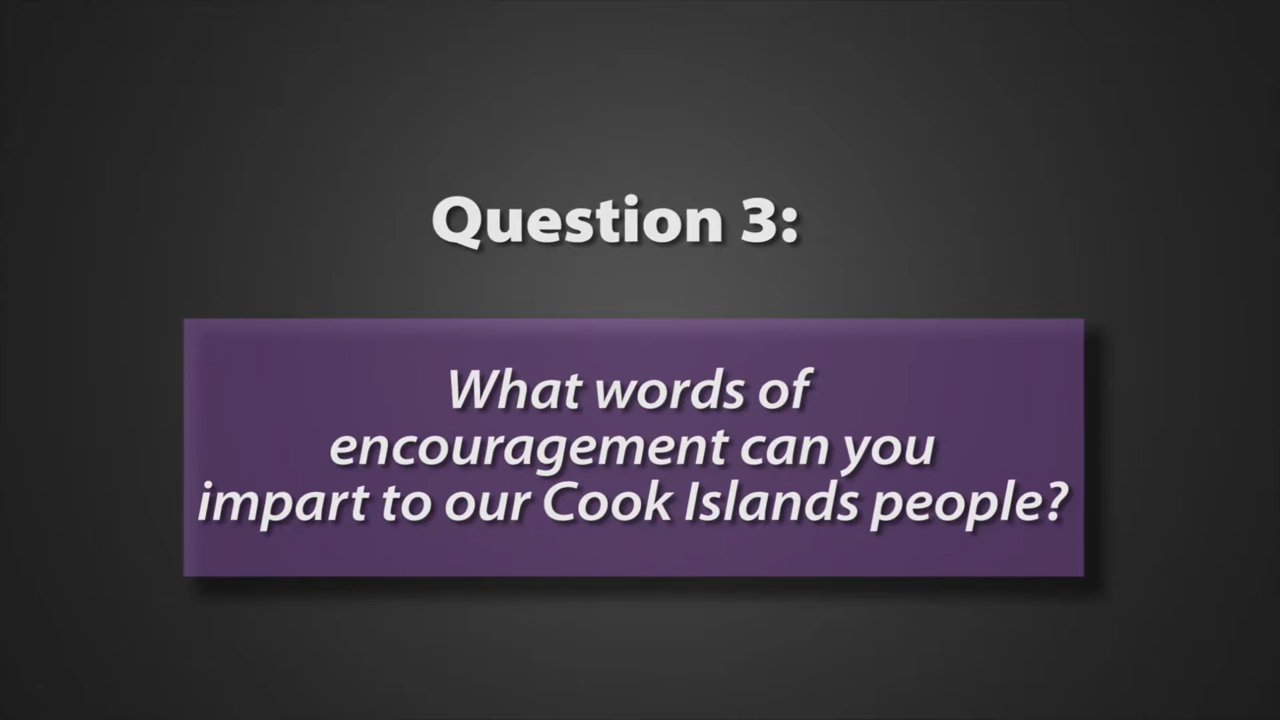 Question 3:
What words of
encouragement can you
impart to our Cook Islands people?